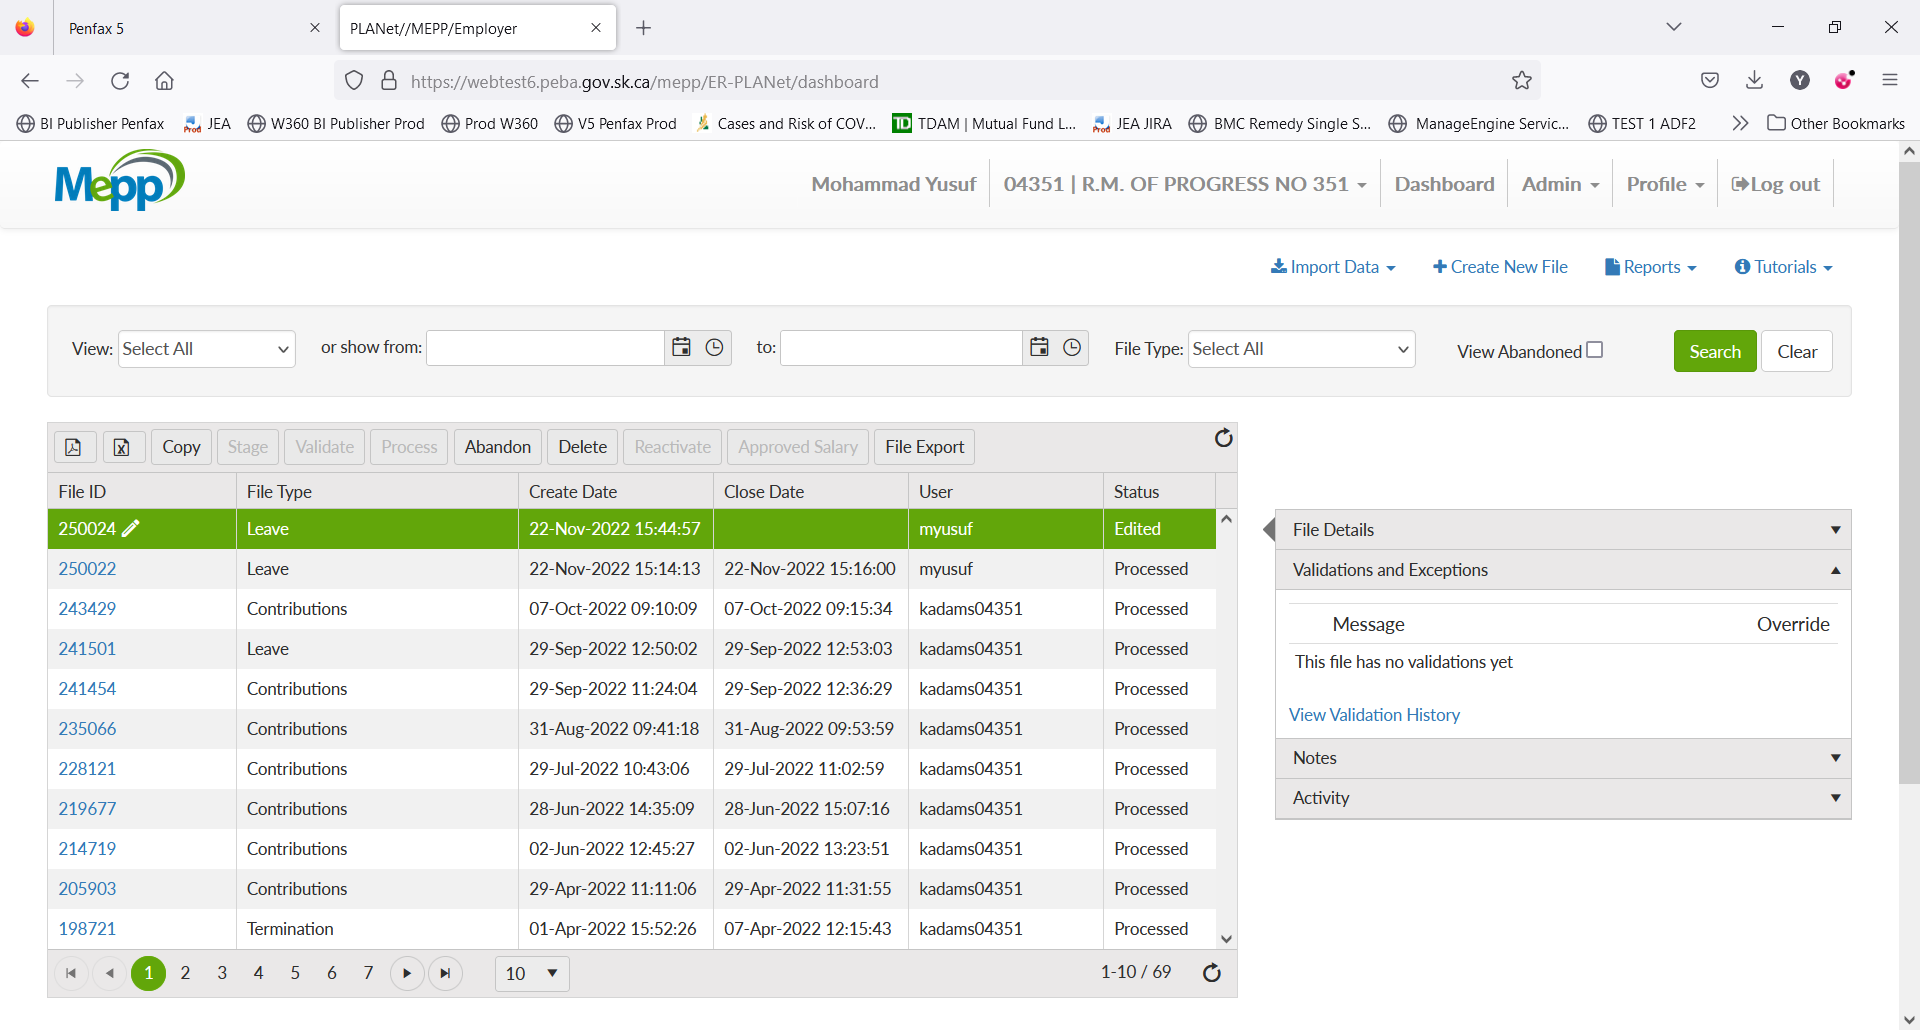 Penfax 5
PLANet//MEPP/Employer
https://webtest6.peba.gov.sk.ca/mepp/ER-PLANet/dashboard
Y
BI Publisher Penfax JEA W360 BI Publisher Prod Prod W360 V5 Penfax Prod Cases and Risk of COV... TD TDAM | Mutual Fund L... JEA JIRA BMC Remedy Single S... ManageEngine Servic... TEST 1 ADF2 Other Bookmarks
Mepp
Mohammad Yusuf 04351 | R.M. OF PROGRESS NO 351 Dashboard Admin Profile Log out
Import Data Create New File Reports Tutorials
View: Select All or show from: to: File Type: Select All View Abandoned Search Clear
Copy Stage Validate Process Abandon Delete Reactivate Approved Salary File Export
File ID File Type Create Date Close Date User Status
250024 Leave 22-Nov-2022 15:44:57 myusuf Edited
250022 Leave 22-Nov-2022 15:14:13 22-Nov-2022 15:16:00 myusuf Processed
243429 Contributions 07-Oct-2022 09:10:09 07-Oct-2022 09:15:34 kadams04351 Processed
241501 Leave 29-Sep-2022 12:50:02 29-Sep-2022 12:53:03 kadams04351 Processed
241454 Contributions 29-Sep-2022 11:24:04 29-Sep-2022 12:36:29 kadams04351 Processed
235066 Contributions 31-Aug-2022 09:41:18 31-Aug-2022 09:53:59 kadams04351 Processed
228121 Contributions 29-Jul-2022 10:43:06 29-Jul-2022 11:02:59 kadams04351 Processed
219677 Contributions 28-Jun-2022 14:35:09 28-Jun-2022 15:07:16 kadams04351 Processed
214719 Contributions 02-Jun-2022 12:45:27 02-Jun-2022 13:23:51 kadams04351 Processed
205903 Contributions 29-Apr-2022 11:11:06 29-Apr-2022 11:31:55 kadams04351 Processed
198721 Termination 01-Apr-2022 15:52:26 07-Apr-2022 12:15:43 kadams04351 Processed
1 2 3 4 5 6 7 10 1-10 / 69
File Details
Validations and Exceptions
Message Override
This file has no validations yet
View Validation History
Notes
Activity